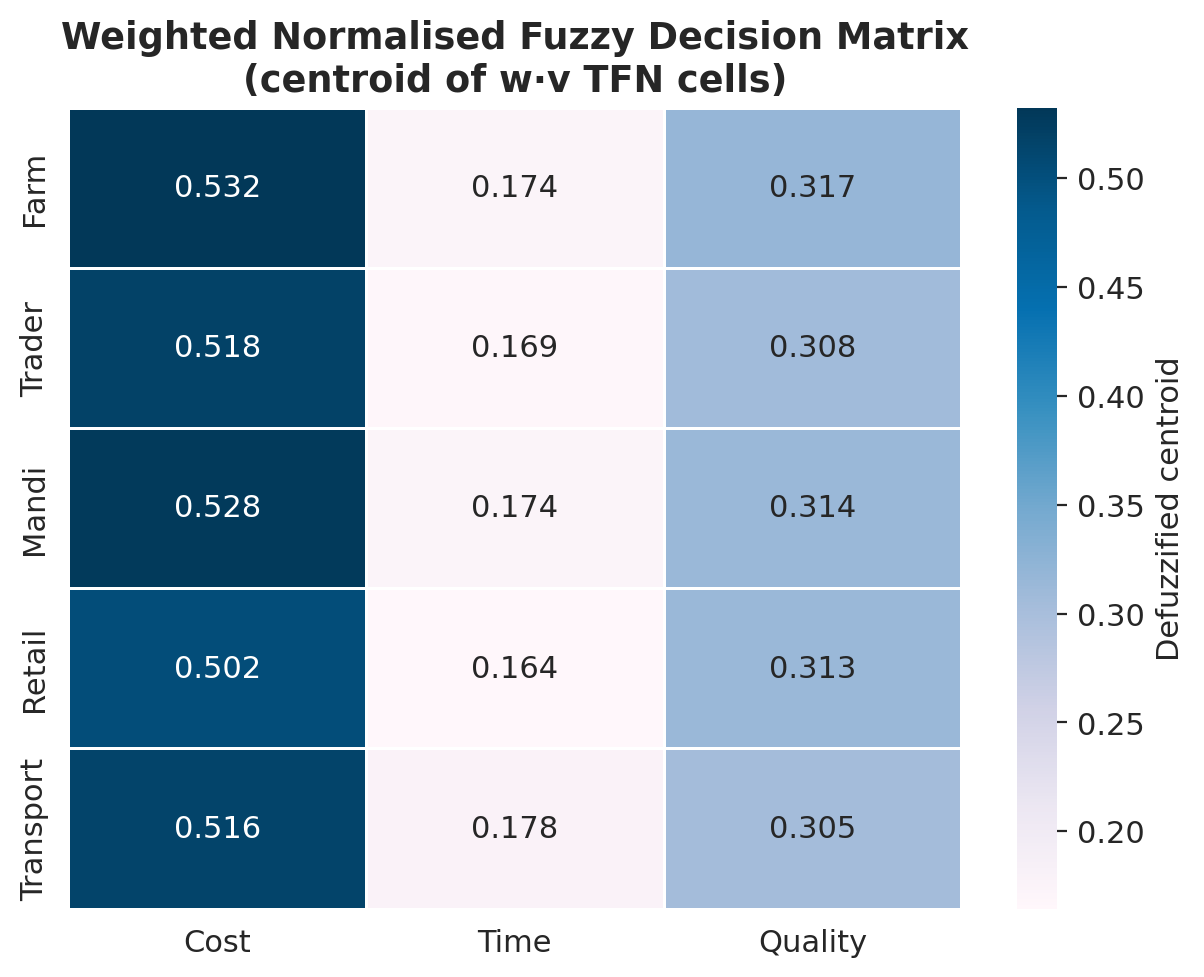 Weighted Normalised Fuzzy Decision Matrix
(centroid of w·v TFN cells)
Farm 0.532 0.174 0.317
Trader 0.518 0.169 0.308
Mandi 0.528 0.174 0.314
Retail 0.502 0.164 0.313
Transport 0.516 0.178 0.305
Cost Time Quality
0.50
0.45
0.40
0.35
0.30
0.25
0.20
Defuzzified centroid